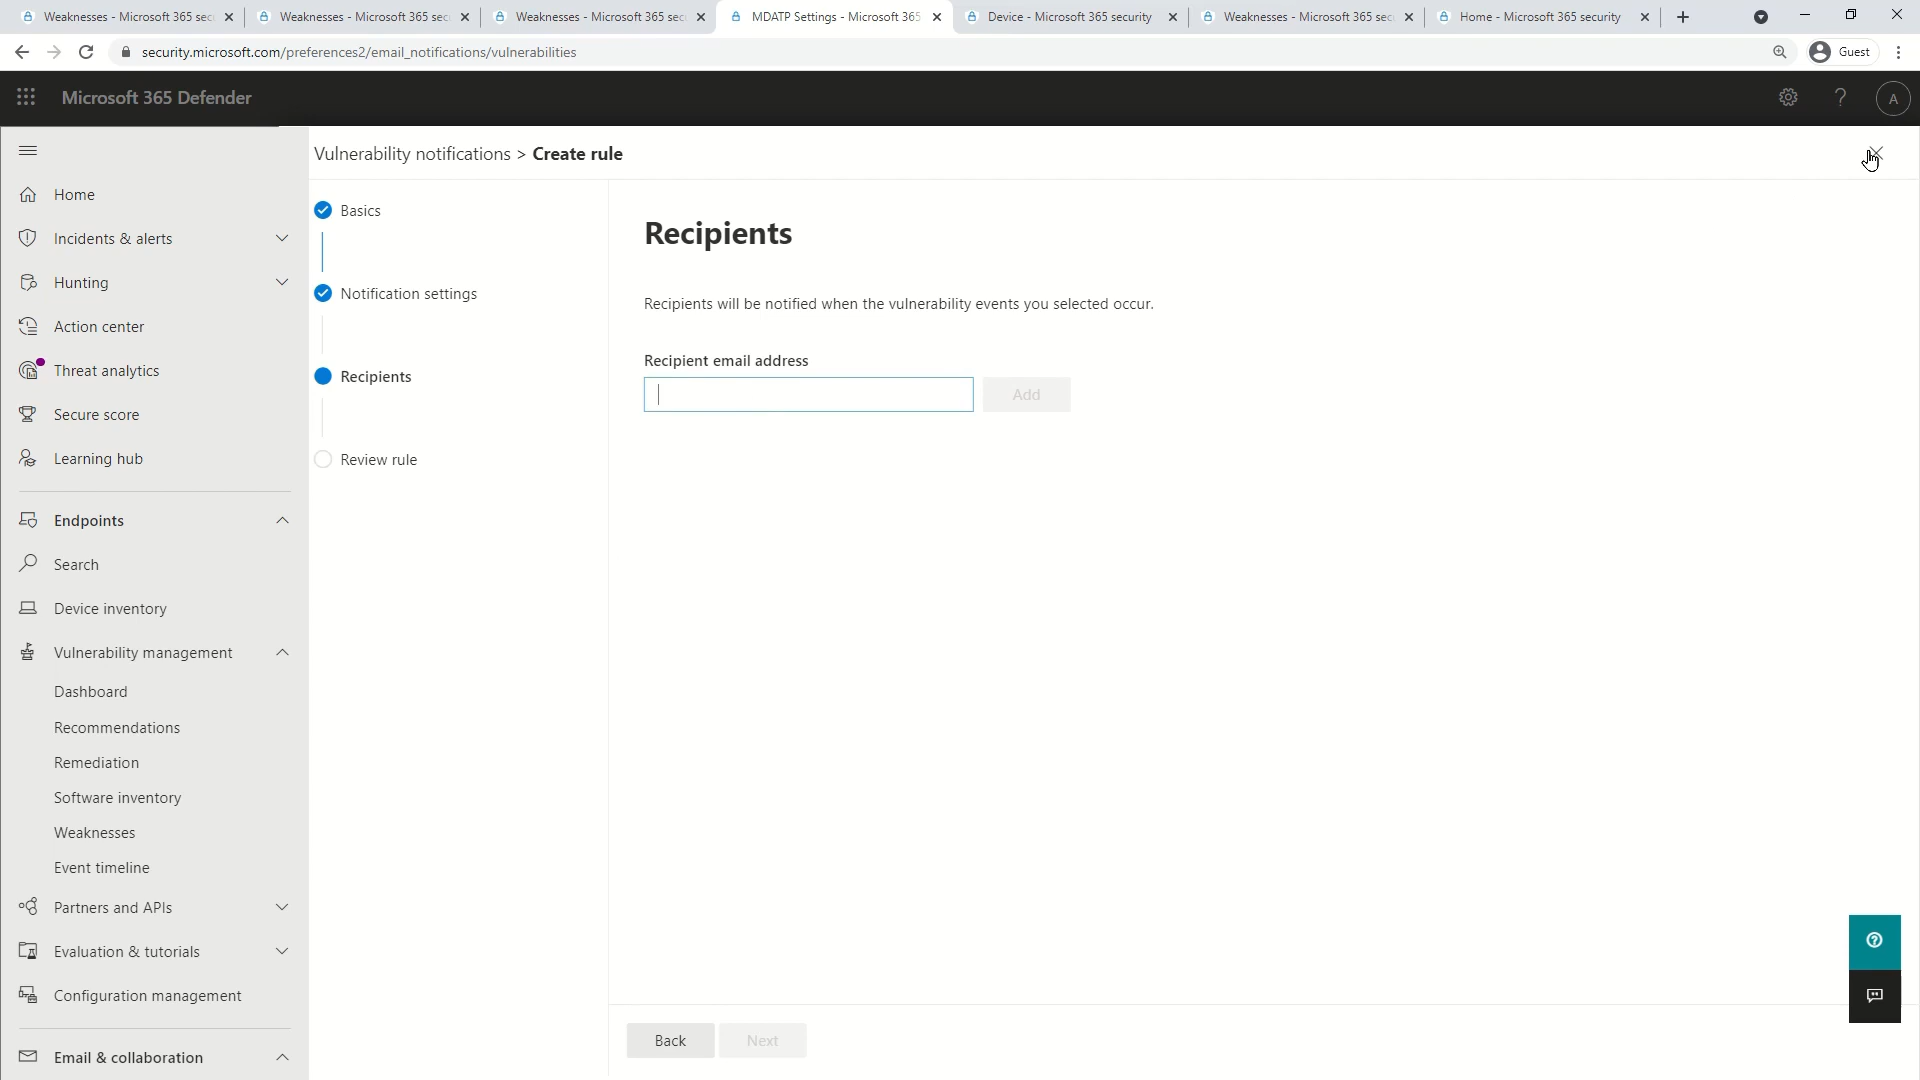 Weaknesses - Microsoft 365 sec
Weaknesses - Microsoft 365 sec
Weaknesses - Microsoft 365 sec
MDATP Settings - Microsoft 365
Device - Microsoft 365 security
Weaknesses - Microsoft 365 sec
Home - Microsoft 365 security
security.microsoft.com/preferences2/email_notifications/vulnerabilities
Guest
Microsoft 365 Defender
A
Vulnerability notifications > Create rule
Home
Incidents & alerts
Hunting
Action center
Threat analytics
Secure score
Learning hub
Endpoints
Search
Device inventory
Vulnerability management
Dashboard
Recommendations
Remediation
Software inventory
Weaknesses
Event timeline
Partners and APIs
Evaluation & tutorials
Configuration management
Email & collaboration
Basics
Notification settings
Recipients
Review rule
Recipients
Recipients will be notified when the vulnerability events you selected occur.
Recipient email address
Add
Back
Next